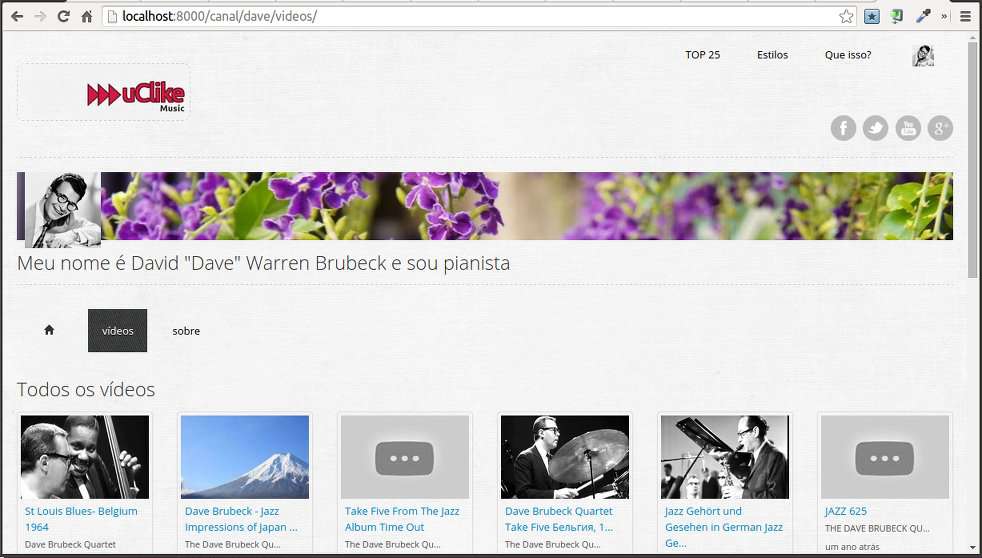 localhost:8000/canal/dave/videos/
»
TOP 25 Estilos Que isso?
uClike
Music
Meu nome é David "Dave" Warren Brubeck e sou pianista
vídeos sobre
Todos os vídeos
St Louis Blues- Belgium
1964
Dave Brubeck Quartet
Dave Brubeck - Jazz
Impressions of Japan ...
The Dave Brubeck Qu...
Take Five From The Jazz
Album Time Out
The Dave Brubeck Qu...
Dave Brubeck Quartet
Take Five Бельгия, 1...
The Dave Brubeck Qu...
Jazz Gehört und
Gesehen in German Jazz
Ge...
JAZZ 625
THE DAVE BRUBECK QU...
um ano atrás